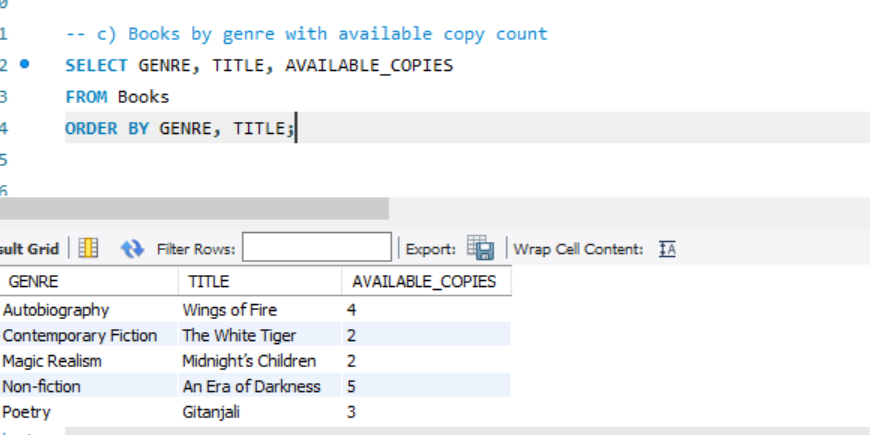 1 -- c) Books by genre with available copy count
2 SELECT GENRE, TITLE, AVAILABLE_COPIES
3 FROM Books
4 ORDER BY GENRE, TITLE;
5
6
sult Grid Filter Rows: Export: Wrap Cell Content: IA
GENRE TITLE AVAILABLE_COPIES
Autobiography Wings of Fire 4
Contemporary Fiction The White Tiger 2
Magic Realism Midnight’s Children 2
Non-fiction An Era of Darkness 5
Poetry Gitanjali 3